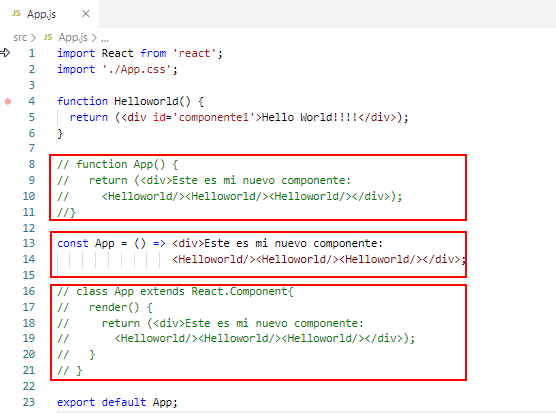 JS App.js ×
src > JS App.js > ...
1 import React from 'react';
2 import './App.css';
3
4 function Helloworld() {
5 return (<div id='componente1'>Hello World!!!!</div>);
6 }
7
8 // function App() {
9 // return (<div>Este es mi nuevo componente:
10 // <Helloworld/><Helloworld/><Helloworld/></div>);
11 //}
12
13 const App = () => <div>Este es mi nuevo componente:
14 <Helloworld/><Helloworld/><Helloworld/></div>;
15
16 // class App extends React.Component{
17 // render() {
18 // return (<div>Este es mi nuevo componente:
19 // <Helloworld/><Helloworld/><Helloworld/></div>);
20 // }
21 // }
22
23 export default App;